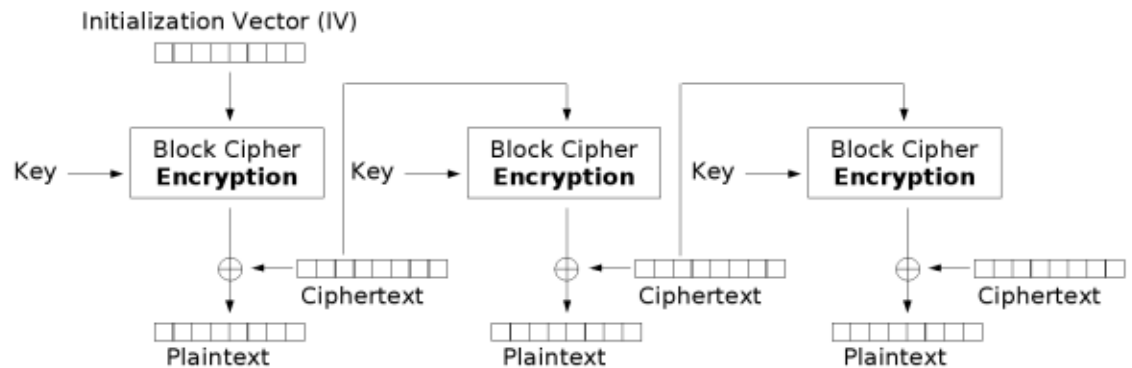 Initialization Vector (IV)
Key
Block Cipher
Encryption
Key
Block Cipher
Encryption
Key
Block Cipher
Encryption
Ciphertext
Ciphertext
Ciphertext
Plaintext
Plaintext
Plaintext